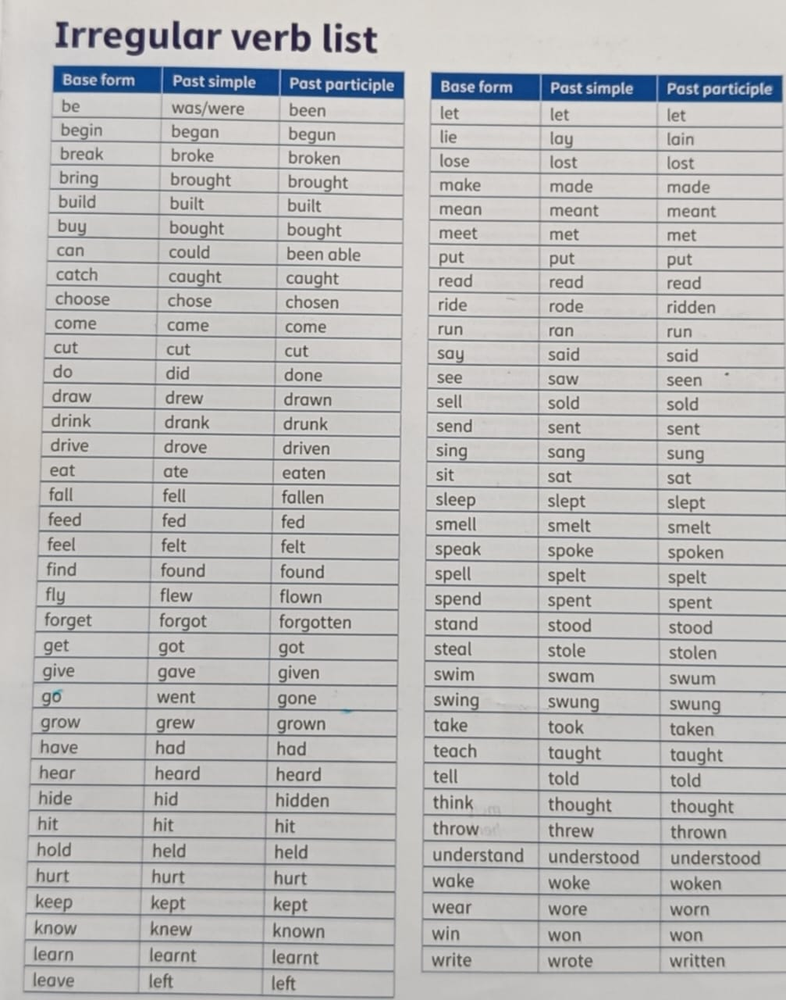 Irregular verb list
Base form Past simple Past participle
be was/were been
begin began begun
break broke broken
bring brought brought
build built built
buy bought bought
can could been able
catch caught caught
choose chose chosen
come came come
cut cut cut
do did done
draw drew drawn
drink drank drunk
drive drove driven
eat ate eaten
fall fell fallen
feed fed fed
feel felt felt
find found found
fly flew flown
forget forgot forgotten
get got got
give gave given
go went gone
grow grew grown
have had had
hear heard heard
hide hid hidden
hit hit hit
hold held held
hurt hurt hurt
keep kept kept
know knew known
learn learnt learnt
leave left left
Base form Past simple Past participle
let let let
lie lay lain
lose lost lost
make made made
mean meant meant
meet met met
put put put
read read read
ride rode ridden
run ran run
say said said
see saw seen
sell sold sold
send sent sent
sing sang sung
sit sat sat
sleep slept slept
smell smelt smelt
speak spoke spoken
spell spelt spelt
spend spent spent
stand stood stood
steal stole stolen
swim swam swum
swing swung swung
take took taken
teach taught taught
tell told told
think thought thought
throw threw thrown
understand understood understood
wake woke woken
wear wore worn
win won won
write wrote written